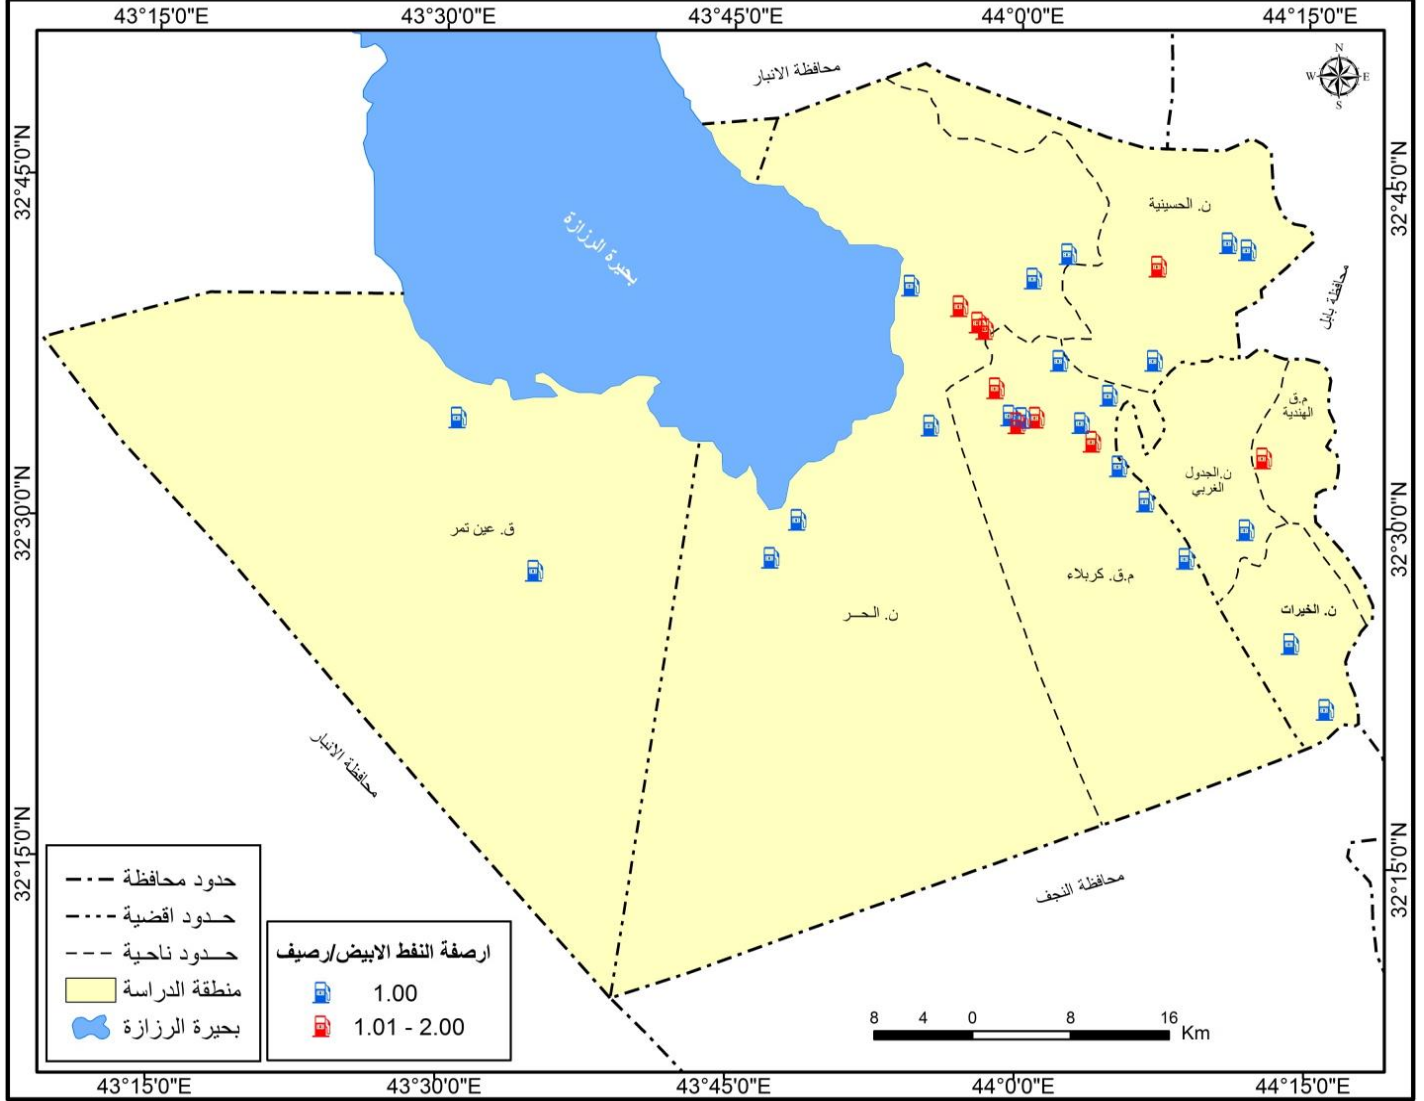 43°15'0"E 43°30'0"E 43°45'0"E 44°0'0"E 44°15'0"E
N
W E
S
محافظة الانبار
32°45'0"N
32°45'0"N
ن. الحسينية
بحيرة الرزازة
محافظة بابل
م.ق
الهندية
ن.الجدول
الغربي
32°30'0"N
32°30'0"N
ق. عين تمر
م.ق. كربلاء
ن. الحـــر
ن. الخيرات
محافظة الانبار
32°15'0"N
32°15'0"N
محافظة النجف
حدود محافظة
حـــدود اقضية
حـــدود ناحية
منطقة الدراسة
بحيرة الرزازة
ارصفة النفط الابيض/رصيف
1.00
1.01 - 2.00
8 4 0 8 16
Km
43°15'0"E 43°30'0"E 43°45'0"E 44°0'0"E 44°15'0"E